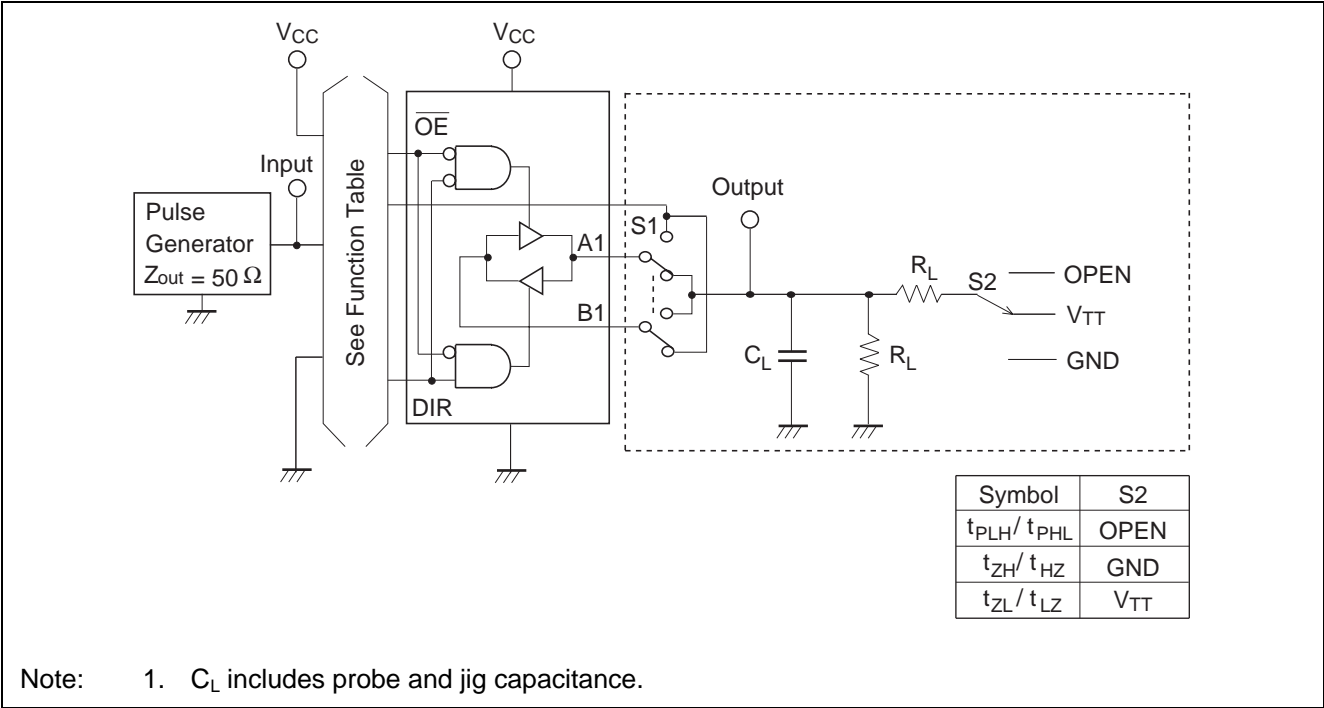 VCC
VCC
OE
Input
Pulse
Generator
Zout = 50 Ω
See Function Table
DIR
A1
B1
S1
Output
CL
RL
RL
S2
OPEN
VTT
GND
Symbol S2
tPLH/ tPHL OPEN
tZH/ tHZ GND
tZL/ tLZ VTT
Note: 1. CL includes probe and jig capacitance.